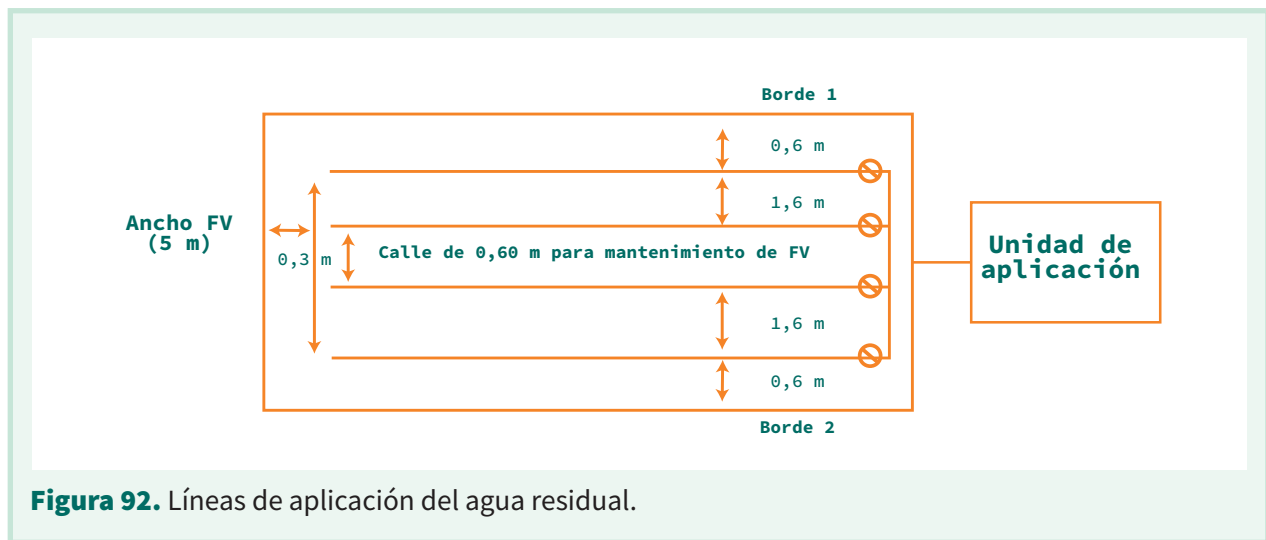 Borde 1
0,6 m
1,6 m
Ancho FV
(5 m)
0,3 m
Calle de 0,60 m para mantenimiento de FV
Unidad de
aplicación
1,6 m
0,6 m
Borde 2
Figura 92. Líneas de aplicación del agua residual.